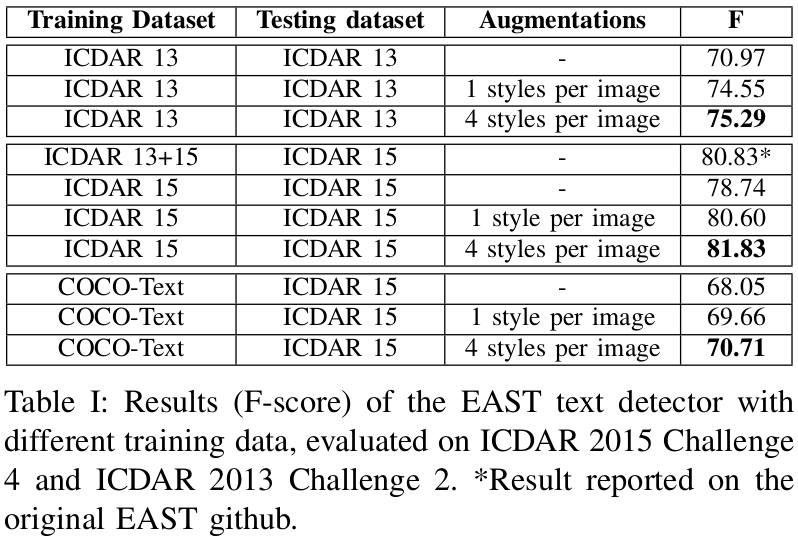 Training Dataset Testing dataset Augmentations F
ICDAR 13 ICDAR 13 - 70.97
ICDAR 13 ICDAR 13 1 styles per image 74.55
ICDAR 13 ICDAR 13 4 styles per image 75.29
ICDAR 13+15 ICDAR 15 - 80.83*
ICDAR 15 ICDAR 15 - 78.74
ICDAR 15 ICDAR 15 1 style per image 80.60
ICDAR 15 ICDAR 15 4 styles per image 81.83
COCO-Text ICDAR 15 - 68.05
COCO-Text ICDAR 15 1 style per image 69.66
COCO-Text ICDAR 15 4 styles per image 70.71
Table I: Results (F-score) of the EAST text detector with
different training data, evaluated on ICDAR 2015 Challenge
4 and ICDAR 2013 Challenge 2. *Result reported on the
original EAST github.